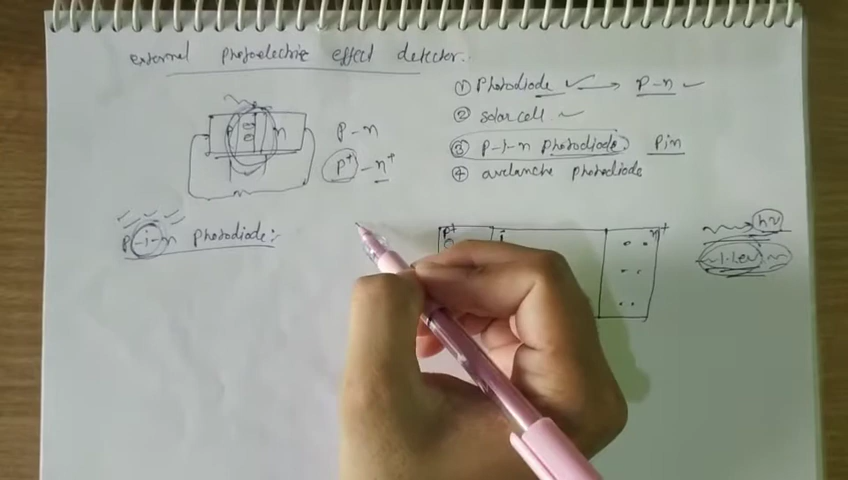 external photoelectric effect detector.
① Photodiode ✓ → P-n ✓
② solar cell
③ P-i-n photodiode Pin
④ avalanche photodiode
n
P-n
P⁺-n⁺
P-i-n Photodiode:-
P⁺ i n⁺
hν